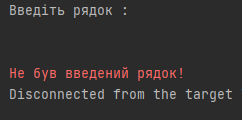 Введіть рядок :
Не був введений рядок!
Disconnected from the target